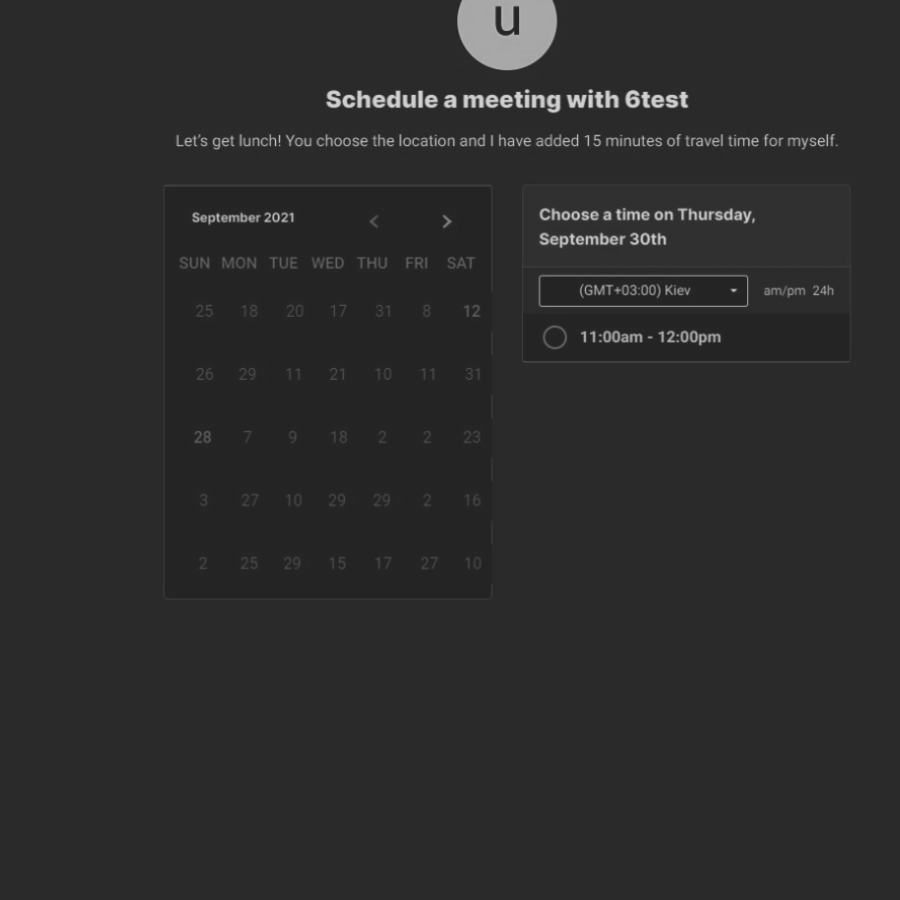 u
Schedule a meeting with 6test
Let's get lunch! You choose the location and I have added 15 minutes of travel time for myself.
September 2021 < >
SUN MON TUE WED THU FRI SAT
25 18 20 17 31 8 12
26 29 11 21 10 11 31
28 7 9 18 2 2 23
3 27 10 29 29 2 16
2 25 29 15 17 27 10
Choose a time on Thursday,
September 30th
(GMT+03:00) Kiev am/pm 24h
11:00am - 12:00pm